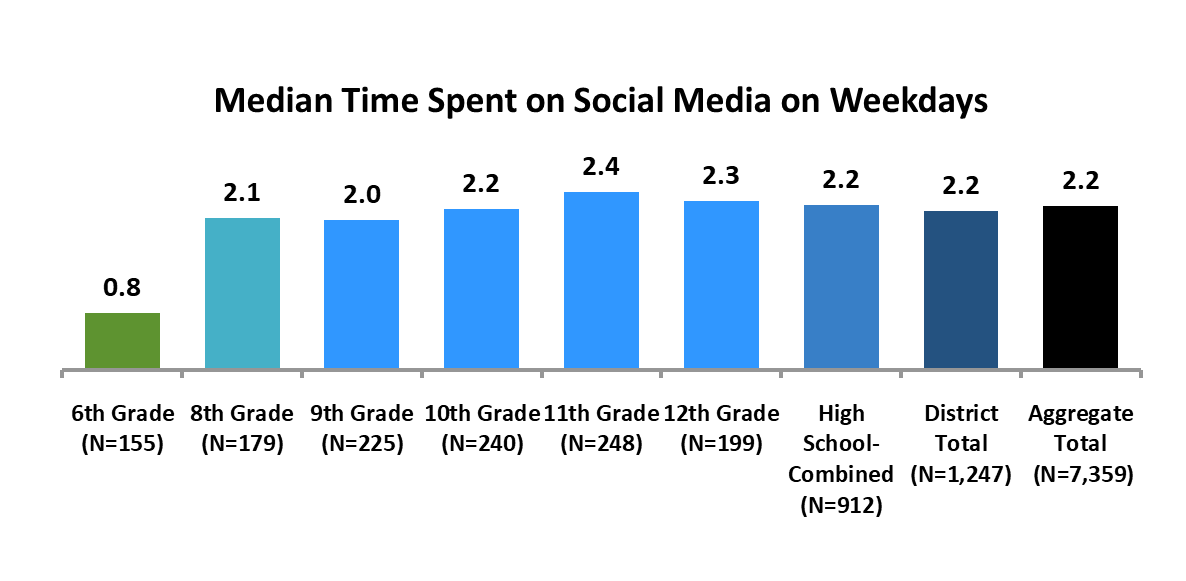 Median Time Spent on Social Media on Weekdays
0.8
2.1
2.0
2.2
2.4
2.3
2.2
2.2
2.2
6th Grade
(N=155)
8th Grade
(N=179)
9th Grade
(N=225)
10th Grade
(N=240)
11th Grade
(N=248)
12th Grade
(N=199)
High
School-
Combined
(N=912)
District
Total
(N=1,247)
Aggregate
Total
(N=7,359)